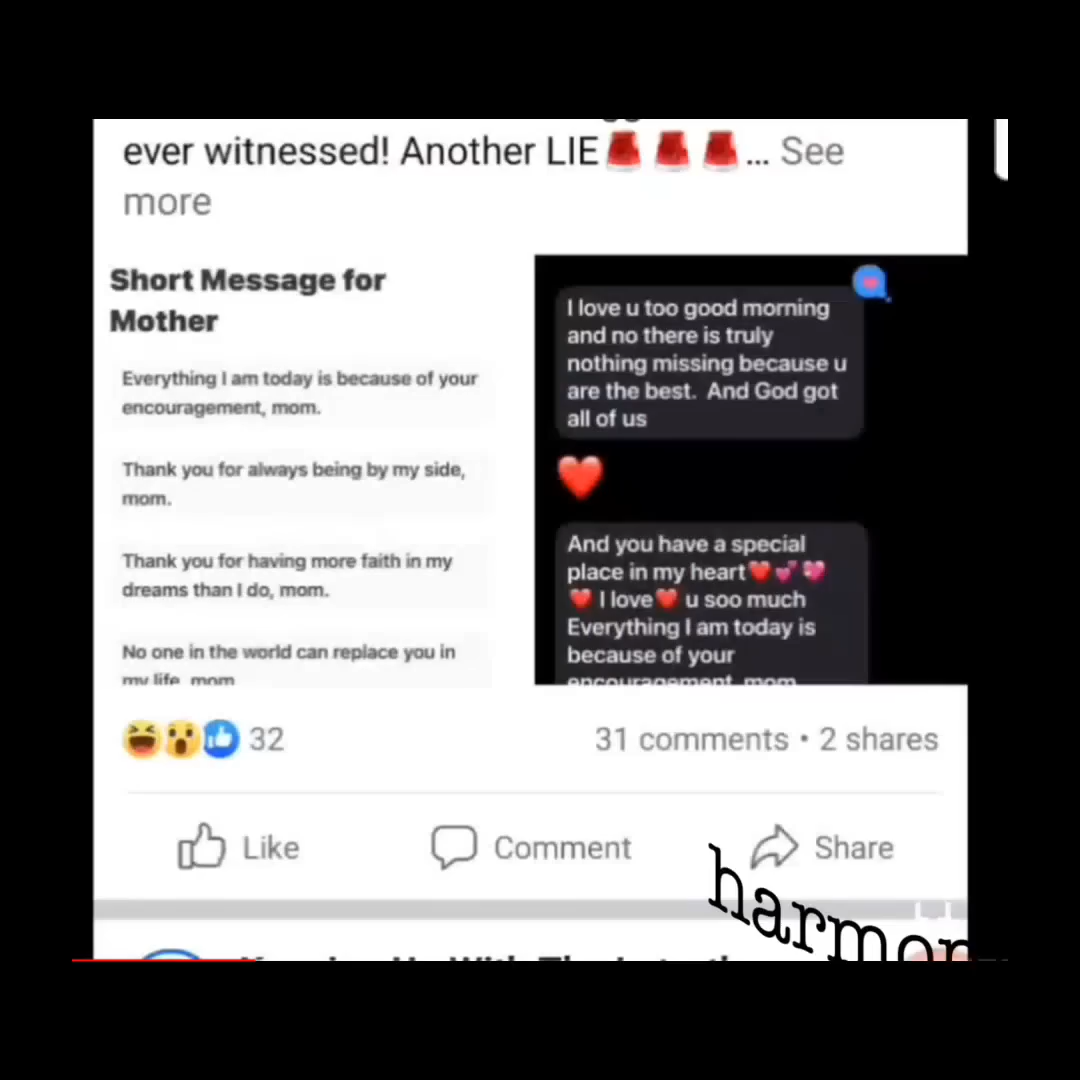 ever witnessed! Another LIE... See
more
Short Message for
Mother
Everything I am today is because of your
encouragement, mom.
Thank you for always being by my side,
mom.
Thank you for having more faith in my
dreams than I do, mom.
No one in the world can replace you in
my life, mom
I love u too good morning
and no there is truly
nothing missing because u
are the best. And God got
all of us
And you have a special
place in my heart❤️💕💖
❤️ I love❤️ u soo much
Everything I am today is
because of your
encouragement, mom
32
31 comments • 2 shares
Like
Comment
Share